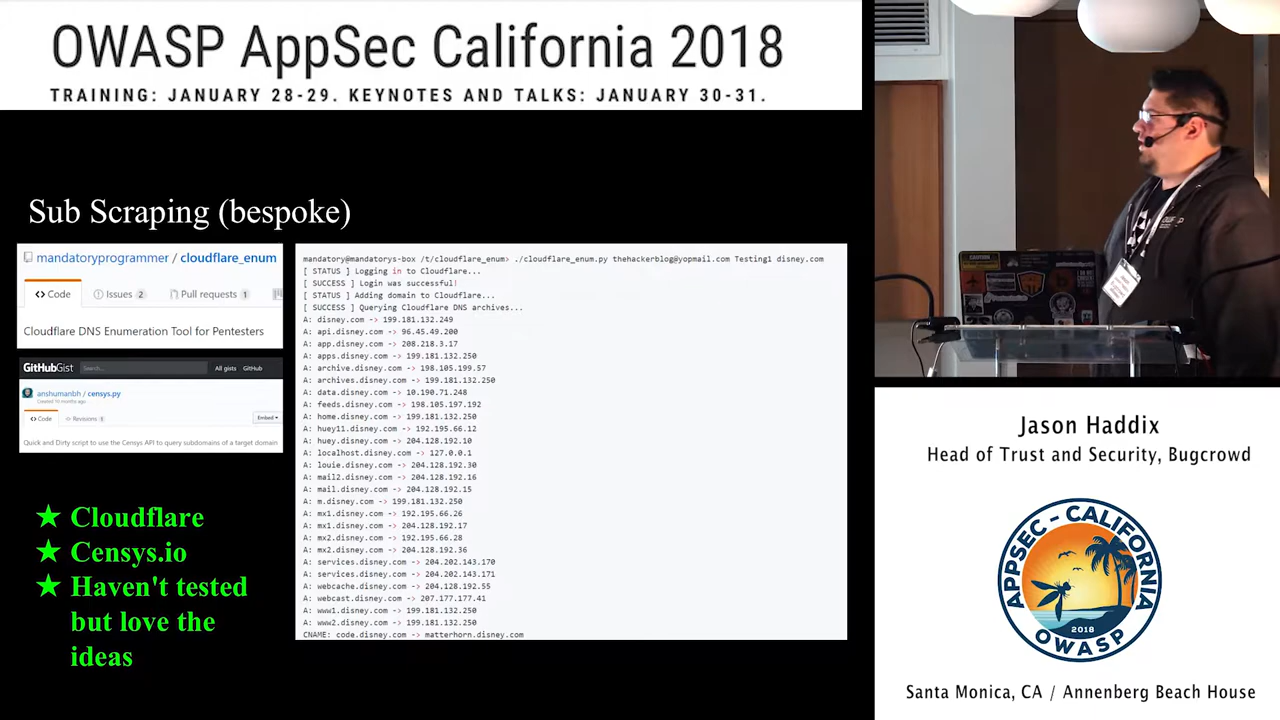 OWASP AppSec California 2018
TRAINING: JANUARY 28-29. KEYNOTES AND TALKS: JANUARY 30-31.
Sub Scraping (bespoke)
mandatoryprogrammer / cloudflare_enum
<> Code
Issues 2
Pull requests 1
Cloudflare DNS Enumeration Tool for Pentesters
GitHubGist
Search...
All gists
GitHub
anshumanbh / censys.py
Created 10 months ago
<> Code
Revisions 1
Embed
Quick and Dirty script to use the Censys API to query subdomains of a target domain
★ Cloudflare
★ Censys.io
★ Haven't tested
but love the
ideas
mandatory@mandatorys-box /t/cloudflare_enum> ./cloudflare_enum.py thehackerblog@yopmail.com Testing1 disney.com
[ STATUS ] Logging in to Cloudflare...
[ SUCCESS ] Login was successful!
[ STATUS ] Adding domain to Cloudflare...
[ SUCCESS ] Querying Cloudflare DNS archives...
A: disney.com -> 199.181.132.249
A: api.disney.com -> 96.45.49.200
A: app.disney.com -> 208.218.3.17
A: apps.disney.com -> 199.181.132.250
A: archive.disney.com -> 198.105.199.57
A: archives.disney.com -> 199.181.132.250
A: data.disney.com -> 10.190.71.248
A: feeds.disney.com -> 198.105.197.192
A: home.disney.com -> 199.181.132.250
A: huey11.disney.com -> 192.195.66.12
A: huey.disney.com -> 204.128.192.10
A: localhost.disney.com -> 127.0.0.1
A: louie.disney.com -> 204.128.192.30
A: mail2.disney.com -> 204.128.192.16
A: mail.disney.com -> 204.128.192.15
A: m.disney.com -> 199.181.132.250
A: mx1.disney.com -> 192.195.66.26
A: mx1.disney.com -> 204.128.192.17
A: mx2.disney.com -> 192.195.66.28
A: mx2.disney.com -> 204.128.192.36
A: services.disney.com -> 204.202.143.170
A: services.disney.com -> 204.202.143.171
A: webcache.disney.com -> 204.128.192.55
A: webcast.disney.com -> 207.177.177.41
A: www1.disney.com -> 199.181.132.250
A: www2.disney.com -> 199.181.132.250
CNAME: code.disney.com -> matterhorn.disney.com
Jason Haddix
Head of Trust and Security, Bugcrowd
APPSEC - CALIFORNIA
2018
OWASP
Santa Monica, CA / Annenberg Beach House